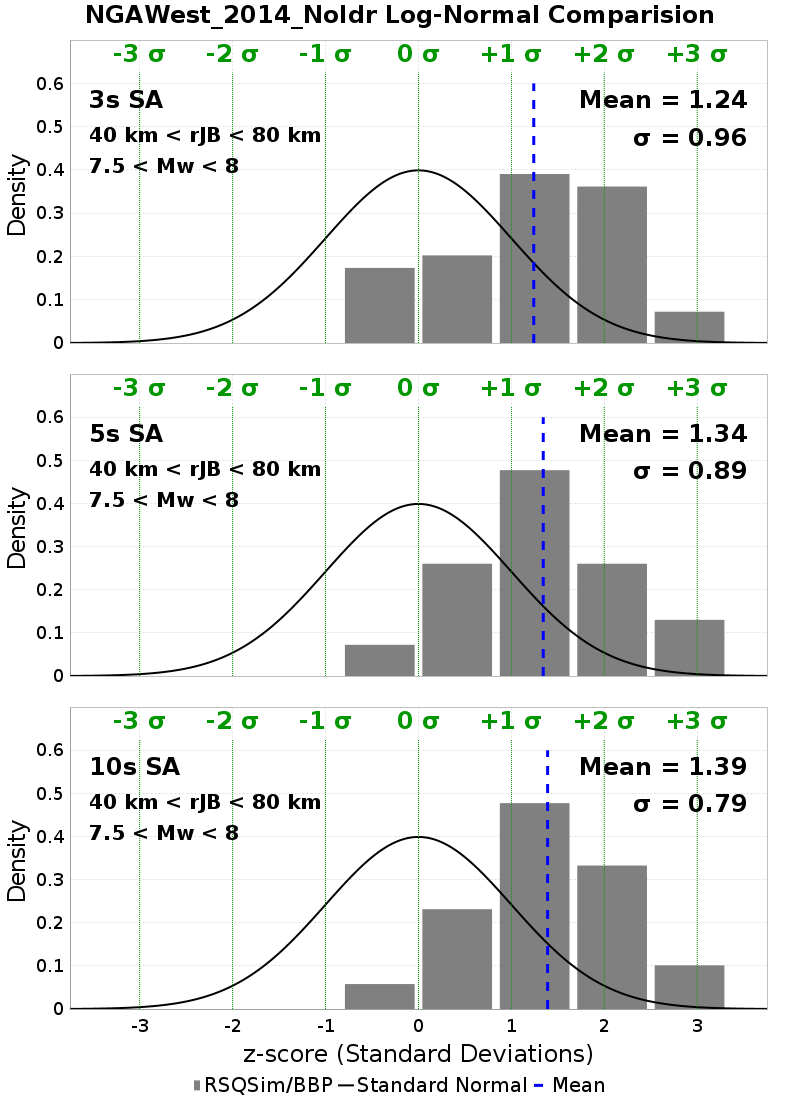 NGAWest_2014_NoIdr Log-Normal Comparision
-3 σ -2 σ -1 σ 0 σ +1 σ +2 σ +3 σ
0.6
3s SA Mean = 1.24
0.5
40 km < rJB < 80 km σ = 0.96
7.5 < Mw < 8
0.4
Density
0.3
0.2
0.1
0
-3 σ -2 σ -1 σ 0 σ +1 σ +2 σ +3 σ
0.6
5s SA Mean = 1.34
0.5
40 km < rJB < 80 km σ = 0.89
7.5 < Mw < 8
0.4
Density
0.3
0.2
0.1
0
-3 σ -2 σ -1 σ 0 σ +1 σ +2 σ +3 σ
0.6
10s SA Mean = 1.39
0.5
40 km < rJB < 80 km σ = 0.79
7.5 < Mw < 8
0.4
Density
0.3
0.2
0.1
0
-3 -2 -1 0 1 2 3
z-score (Standard Deviations)
RSQSim/BBP Standard Normal Mean